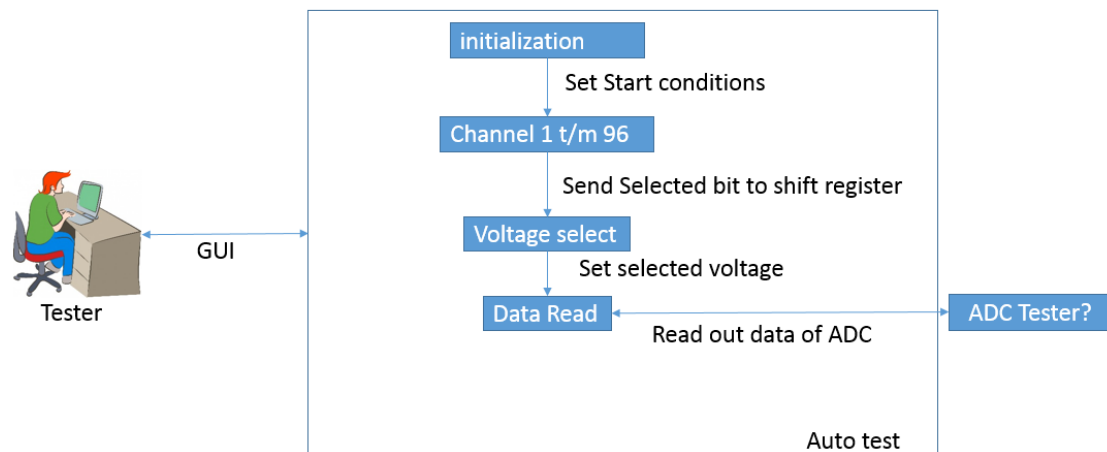 initialization
Set Start conditions
Channel 1 t/m 96
Send Selected bit to shift register
Voltage select
GUI
Set selected voltage
Tester
Data Read
ADC Tester?
Read out data of ADC
Auto test